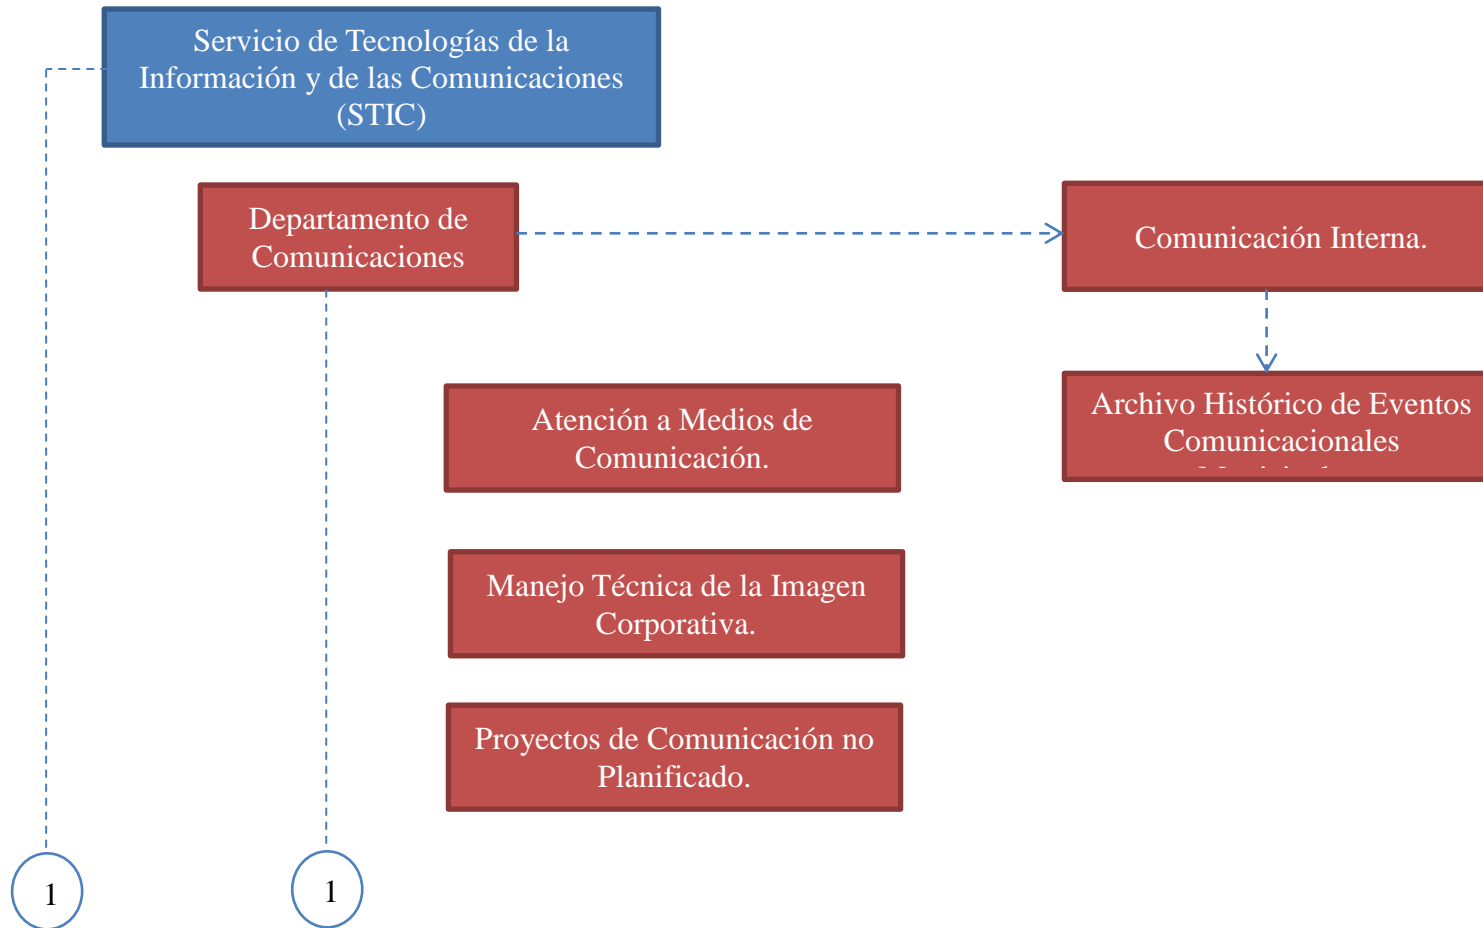 Servicio de Tecnologías de la
Información y de las Comunicaciones
(STIC)
Departamento de
Comunicaciones
Comunicación Interna.
Atención a Medios de
Comunicación.
Archivo Histórico de Eventos
Comunicacionales
Manejo Técnica de la Imagen
Corporativa.
Proyectos de Comunicación no
Planificado.
1
1